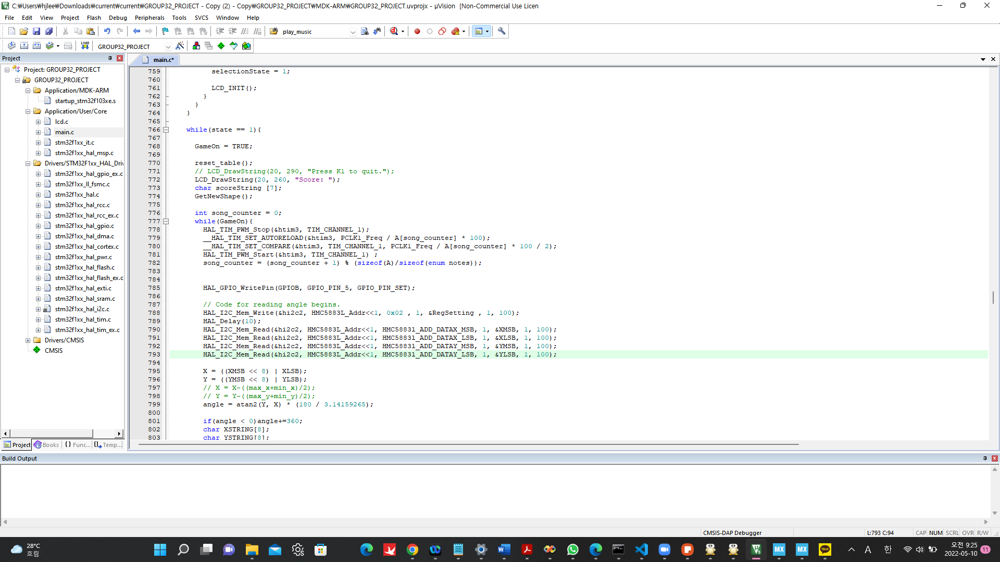 C:₩Users₩hjlee₩Downloads₩current₩current₩GROUP32_PROJECT - Copy (2) - Copy₩GROUP32_PROJECT₩MDK-ARM₩GROUP32_PROJECT.uvprojx - µVision  [Non-Commercial Use Licen
File Edit View Project Flash Debug Peripherals Tools SVCS Window Help
play_music
LOAD GROUP32_PROJECT
Project
main.c*
Project: GROUP32_PROJECT
GROUP32_PROJECT
Application/MDK-ARM
startup_stm32f103xe.s
Application/User/Core
lcd.c
main.c
stm32f1xx_it.c
stm32f1xx_hal_msp.c
Drivers/STM32F1xx_HAL_Driv
stm32f1xx_hal_gpio_ex.c
stm32f1xx_ll_fsmc.c
stm32f1xx_hal.c
stm32f1xx_hal_rcc.c
stm32f1xx_hal_rcc_ex.c
stm32f1xx_hal_gpio.c
stm32f1xx_hal_dma.c
stm32f1xx_hal_cortex.c
stm32f1xx_hal_pwr.c
stm32f1xx_hal_flash.c
stm32f1xx_hal_flash_ex.c
stm32f1xx_hal_exti.c
stm32f1xx_hal_sram.c
stm32f1xx_hal_i2c.c
stm32f1xx_hal_tim.c
stm32f1xx_hal_tim_ex.c
Drivers/CMSIS
CMSIS
Project Books {} Func... Temp...
759 selectionState = 1;
760
761 LCD_INIT();
762 }
763 }
764 }
765
766 while(state == 1){
767
768 GameOn = TRUE;
769
770 reset_table();
771 // LCD_DrawString(20, 290, "Press K1 to quit.");
772 LCD_DrawString(20, 260, "Score: ");
773 char scoreString [7];
774 GetNewShape();
775
776 int song_counter = 0;
777 while(GameOn){
778 HAL_TIM_PWM_Stop(&htim3, TIM_CHANNEL_1);
779 __HAL_TIM_SET_AUTORELOAD(&htim3, PCLK1_Freq / A[song_counter] * 100);
780 __HAL_TIM_SET_COMPARE(&htim3, TIM_CHANNEL_1, PCLK1_Freq / A[song_counter] * 100 / 2);
781 HAL_TIM_PWM_Start(&htim3, TIM_CHANNEL_1) ;
782 song_counter = (song_counter + 1) % (sizeof(A)/sizeof(enum notes));
783
784
785 HAL_GPIO_WritePin(GPIOB, GPIO_PIN_5, GPIO_PIN_SET);
786
787 // Code for reading angle begins.
788 HAL_I2C_Mem_Write(&hi2c2, HMC5883L_Addr<<1, 0x02 , 1, &RegSetting , 1, 100);
789 HAL_Delay(10);
790 HAL_I2C_Mem_Read(&hi2c2, HMC5883L_Addr<<1, HMC5883l_ADD_DATAX_MSB, 1, &XMSB, 1, 100);
791 HAL_I2C_Mem_Read(&hi2c2, HMC5883L_Addr<<1, HMC5883l_ADD_DATAX_LSB, 1, &XLSB, 1, 100);
792 HAL_I2C_Mem_Read(&hi2c2, HMC5883L_Addr<<1, HMC5883l_ADD_DATAY_MSB, 1, &YMSB, 1, 100);
793 HAL_I2C_Mem_Read(&hi2c2, HMC5883L_Addr<<1, HMC5883l_ADD_DATAY_LSB, 1, &YLSB, 1, 100);
794
795 X = ((XMSB << 8) | XLSB);
796 Y = ((YMSB << 8) | YLSB);
797 // X = X-((max_x+min_x)/2);
798 // Y = Y-((max_y+min_y)/2);
799 angle = atan2(Y, X) * (180 / 3.14159265);
800
801 if(angle < 0)angle+=360;
802 char XSTRING[8];
803 char YSTRING[8];
Build Output
CMSIS-DAP Debugger L:793 C:94 CAP NUM SCRL OVR R/W
28°C
흐림
MX MX TALK
A 한
오전 9:25
2022-05-10
11